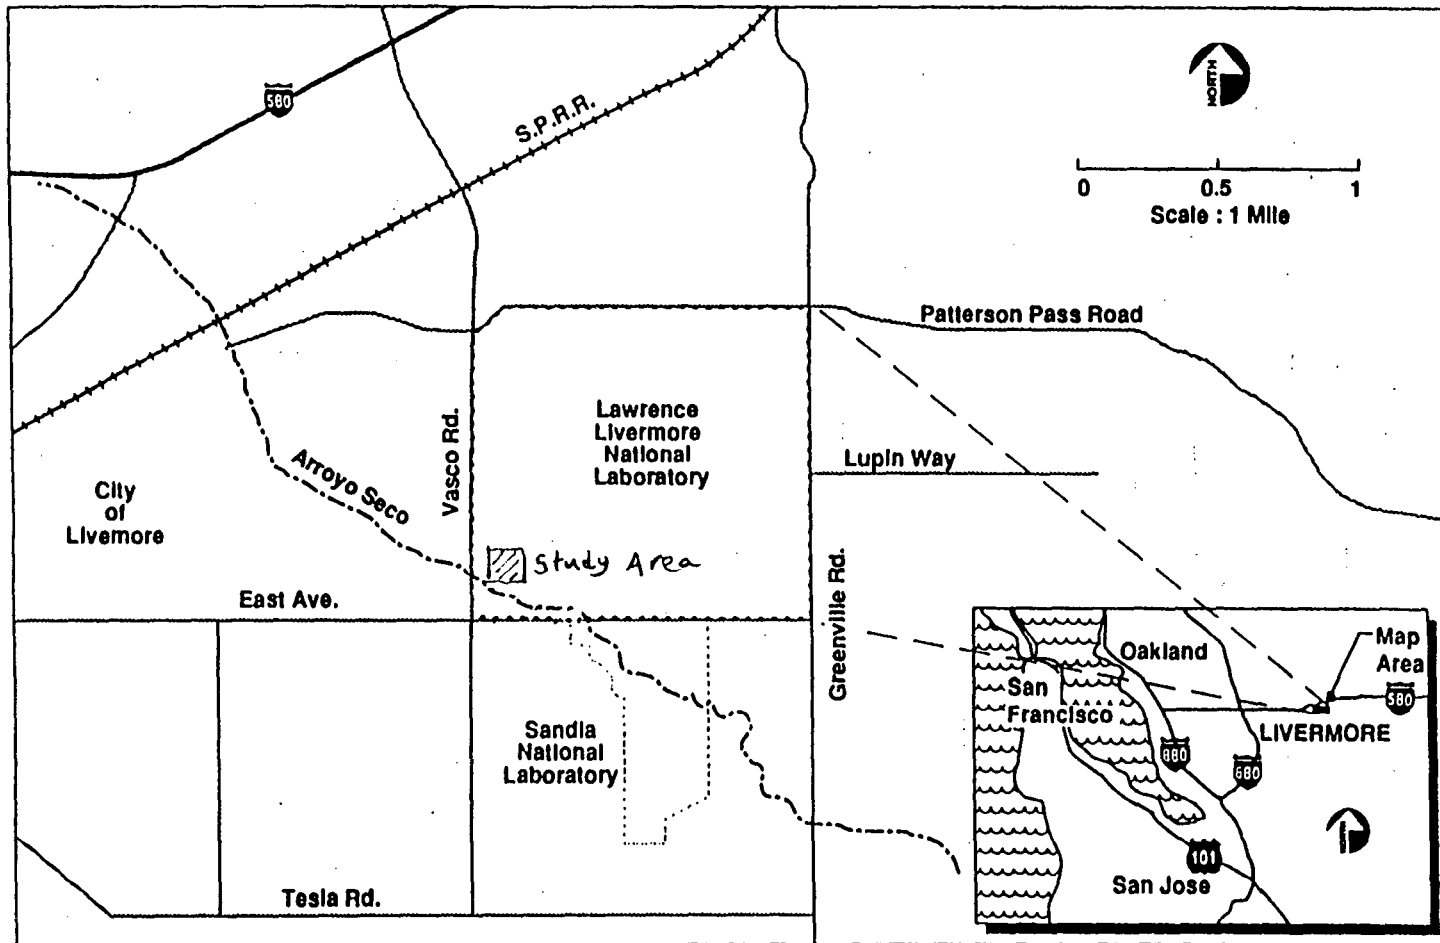 580
S.P.R.R.
NORTH
0 0.5 1
Scale : 1 Mile
Patterson Pass Road
Lawrence
Livermore
National
Laboratory
Vasco Rd.
Lupin Way
Arroyo Seco
City
of
Livemore
Study Area
East Ave.
Greenville Rd.
Sandia
National
Laboratory
Tesla Rd.
Oakland
Map
Area
San
Francisco
580
LIVERMORE
880
680
101
San Jose